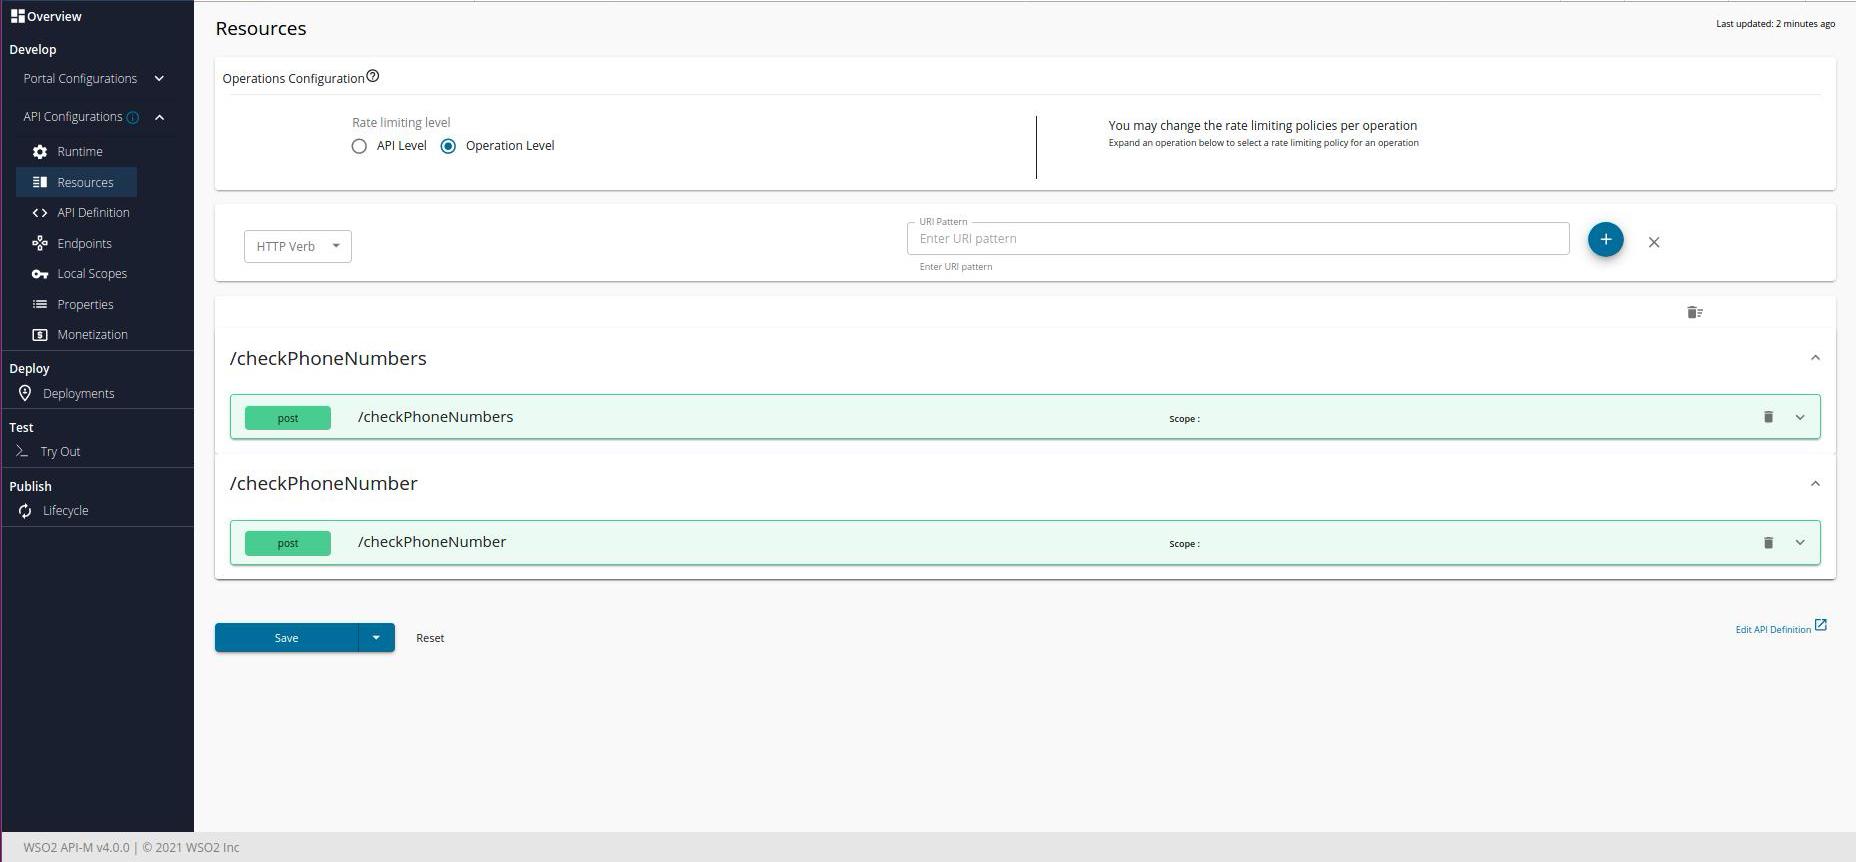 Overview
Develop
Portal Configurations
API Configurations
Runtime
Resources
API Definition
Endpoints
Local Scopes
Properties
Monetization
Deploy
Deployments
Test
Try Out
Publish
Lifecycle
Resources
Last updated: 2 minutes ago
Operations Configuration
Rate limiting level
API Level
Operation Level
You may change the rate limiting policies per operation
Expand an operation below to select a rate limiting policy for an operation
HTTP Verb
URI Pattern
Enter URI pattern
Enter URI pattern
/checkPhoneNumbers
post /checkPhoneNumbers Scope :
/checkPhoneNumber
post /checkPhoneNumber Scope :
Save
Reset
Edit API Definition
WSO2 API-M v4.0.0 | © 2021 WSO2 Inc